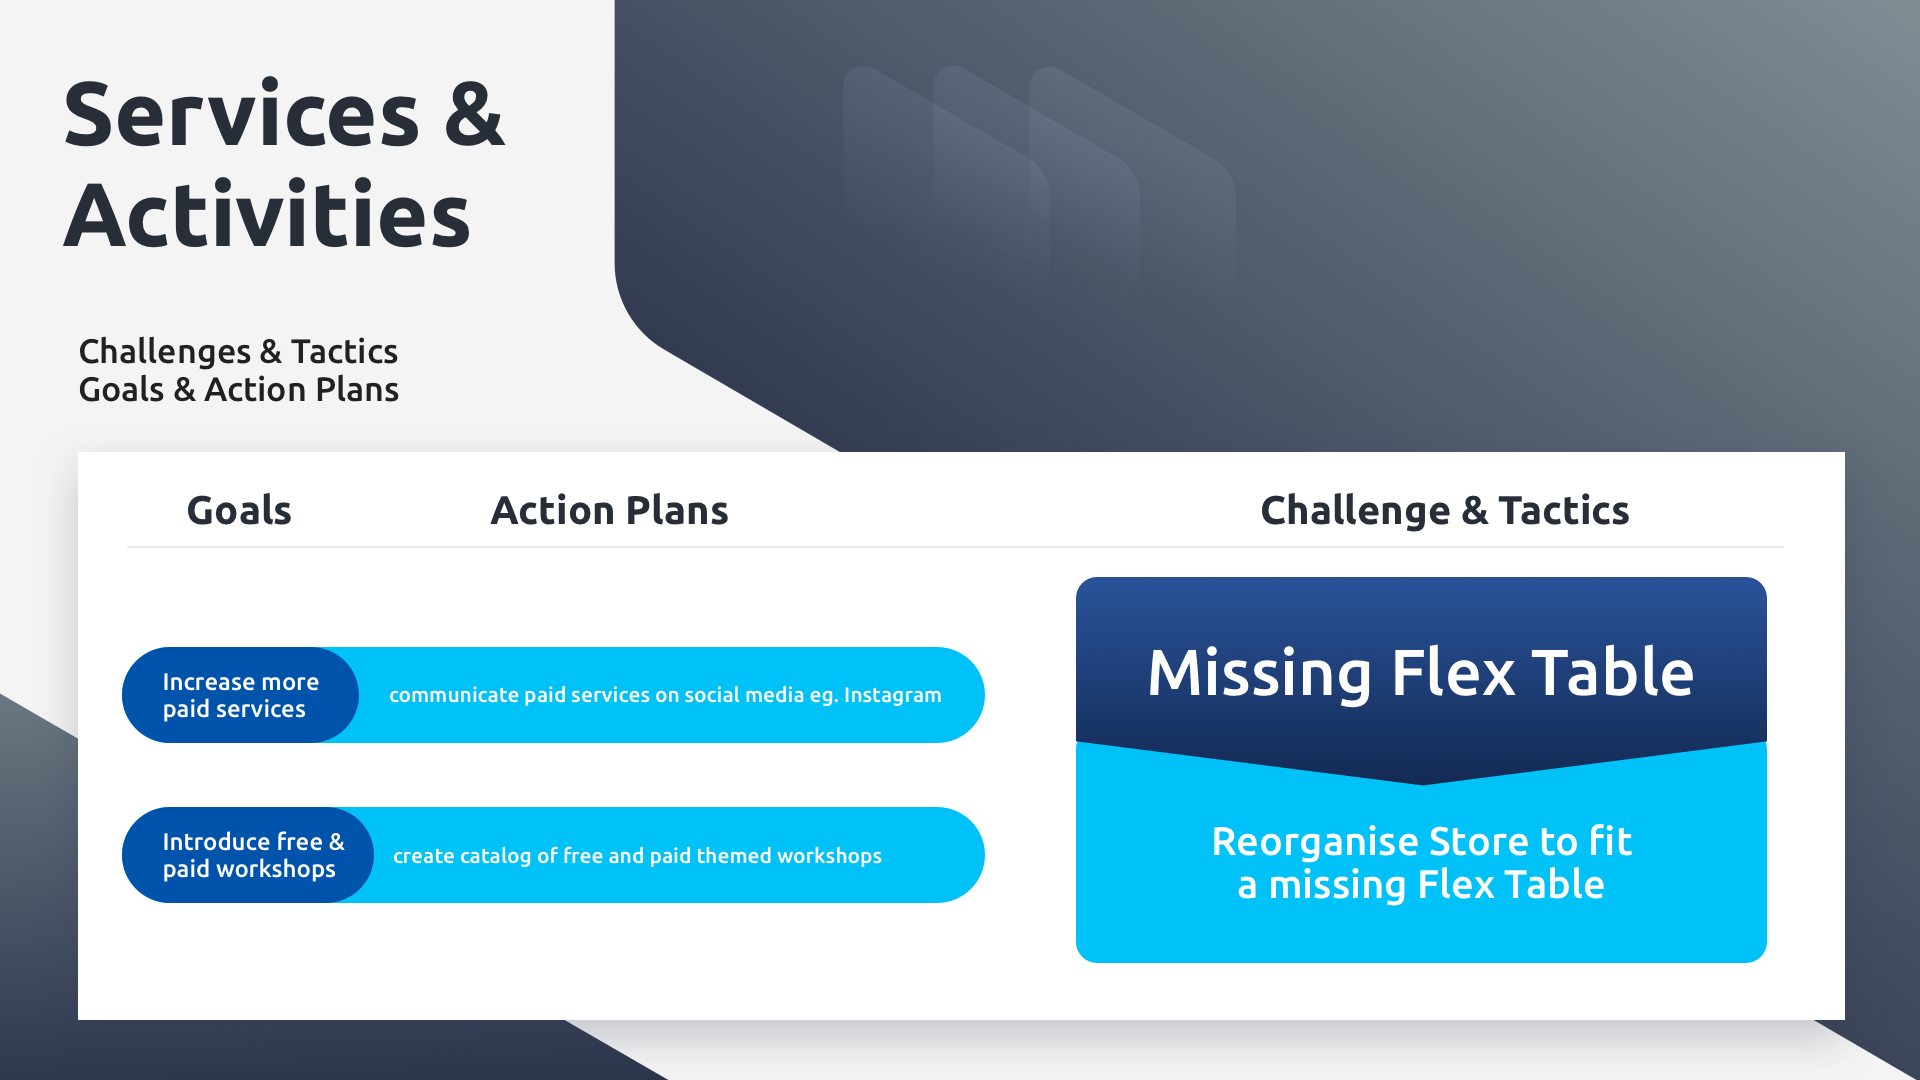 Services &
Activities
Challenges & Tactics
Goals & Action Plans
Goals
Action Plans
Challenge & Tactics
Increase more
paid services
communicate paid services on social media eg. Instagram
Introduce free &
paid workshops
create catalog of free and paid themed workshops
Missing Flex Table
Reorganise Store to fit
a missing Flex Table